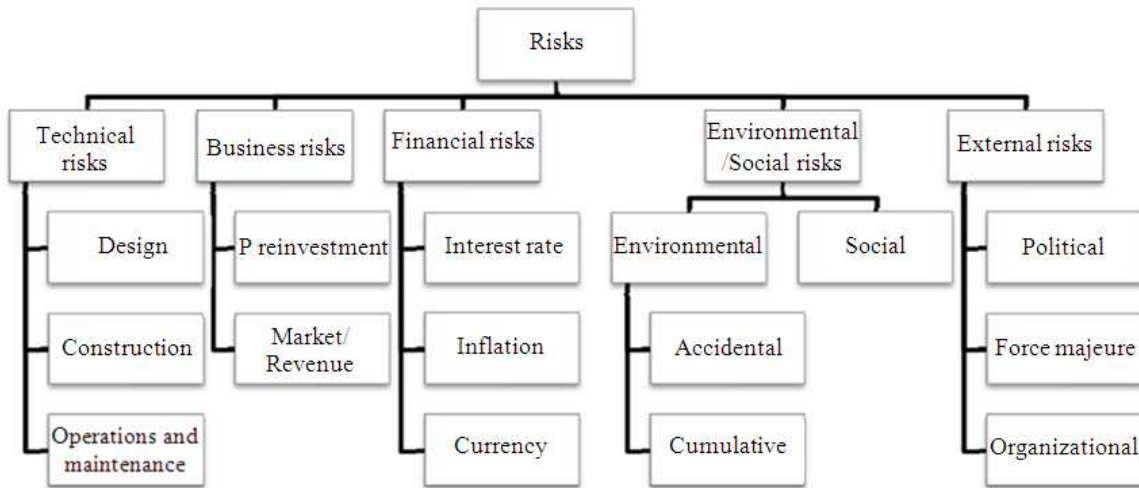 Risks
Technical
risks
Business risks
Financial risks
Environmental
/Social risks
External risks
Design
P reinvestment
Interest rate
Environmental
Social
Political
Construction
Market/
Revenue
Inflation
Accidental
Force majeure
Operations and
maintenance
Currency
Cumulative
Organizational